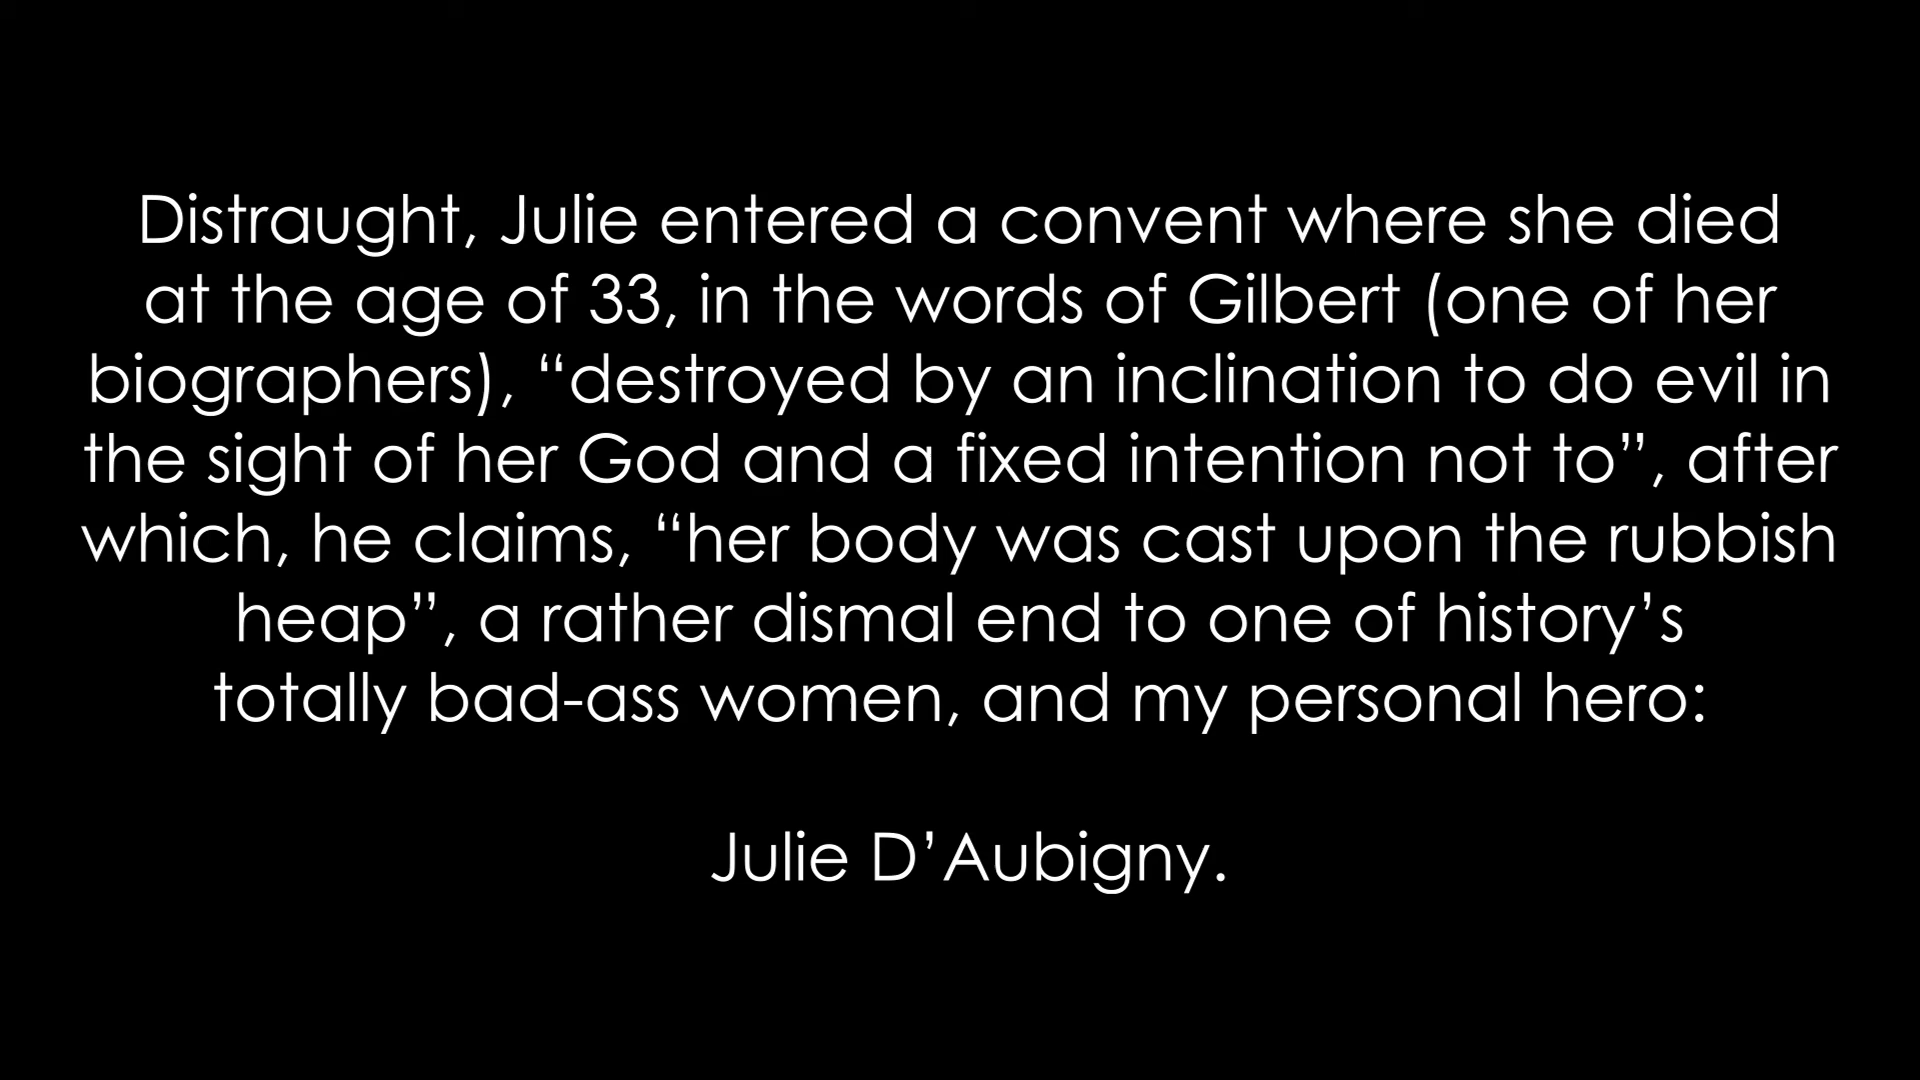 Distraught, Julie entered a convent where she died
at the age of 33, in the words of Gilbert (one of her
biographers), “destroyed by an inclination to do evil in
the sight of her God and a fixed intention not to”, after
which, he claims, “her body was cast upon the rubbish
heap”, a rather dismal end to one of history’s
totally bad-ass women, and my personal hero:
Julie D’Aubigny.